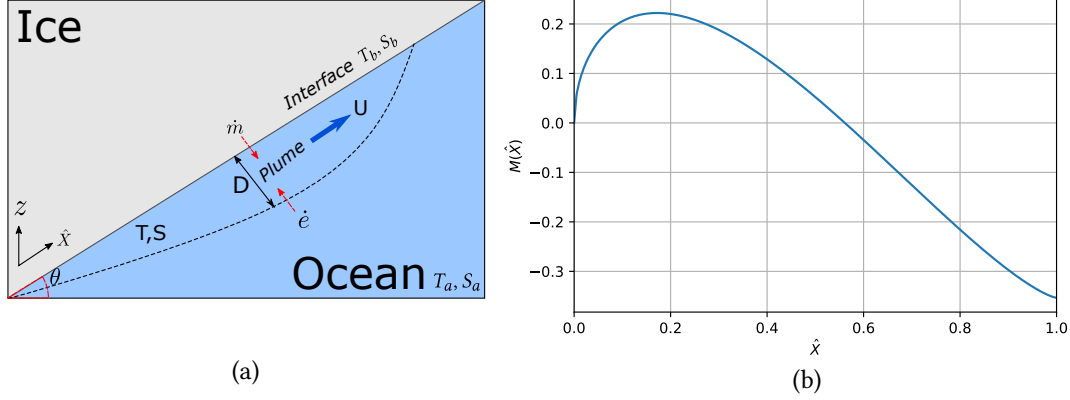 Ice
Interface T_b, S_b
U
ṁ
Plume
D
ė
T,S
z
X̂
θ
Ocean T_a, S_a
(a)
0.2
0.1
0.0
−0.1
−0.2
−0.3
M(X̂)
0.0 0.2 0.4 0.6 0.8 1.0
X̂
(b)